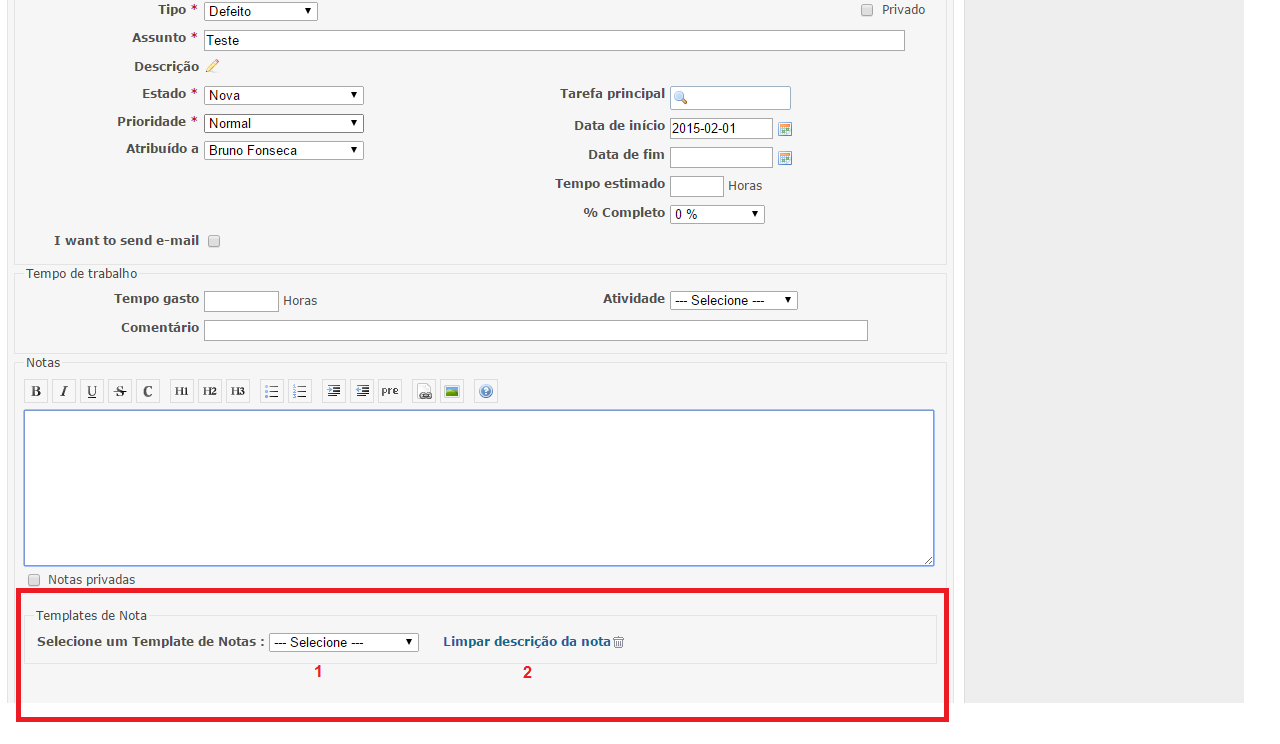 Tipo * Defeito Privado
Assunto * Teste
Descrição
Estado * Nova Tarefa principal
Prioridade * Normal Data de início 2015-02-01
Atribuído a Bruno Fonseca Data de fim
Tempo estimado Horas
% Completo 0 %
I want to send e-mail
Tempo de trabalho
Tempo gasto Horas Atividade --- Selecione ---
Comentário
Notas
B I U S C H1 H2 H3 pre
Notas privadas
Templates de Nota
Selecione um Template de Notas : --- Selecione --- Limpar descrição da nota
1 2